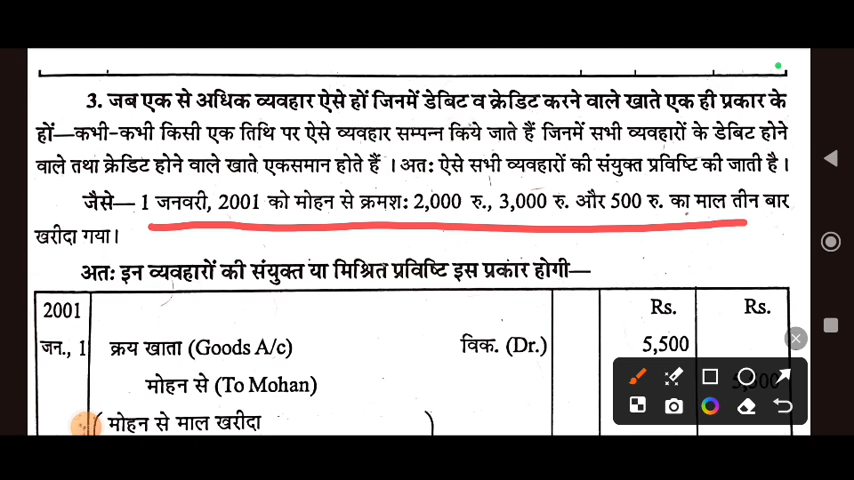 3. जब एक से अधिक व्यवहार ऐसे हों जिनमें डेबिट व क्रेडिट करने वाले खाते एक ही प्रकार के
हों—कभी-कभी किसी एक तिथि पर ऐसे व्यवहार सम्पन्न किये जाते हैं जिनमें सभी व्यवहारों के डेबिट होने
वाले तथा क्रेडिट होने वाले खाते एकसमान होते हैं । अत: ऐसे सभी व्यवहारों की संयुक्त प्रविष्टि की जाती है।
जैसे— 1 जनवरी, 2001 को मोहन से क्रमश: 2,000 रु., 3,000 रु. और 500 रु. का माल तीन बार
खरीदा गया।
अत: इन व्यवहारों की संयुक्त या मिश्रित प्रविष्टि इस प्रकार होगी—
2001 Rs. Rs.
जन., 1 क्रय खाता (Goods A/c) विक. (Dr.) 5,500
मोहन से (To Mohan) 5,500
( मोहन से माल खरीदा )